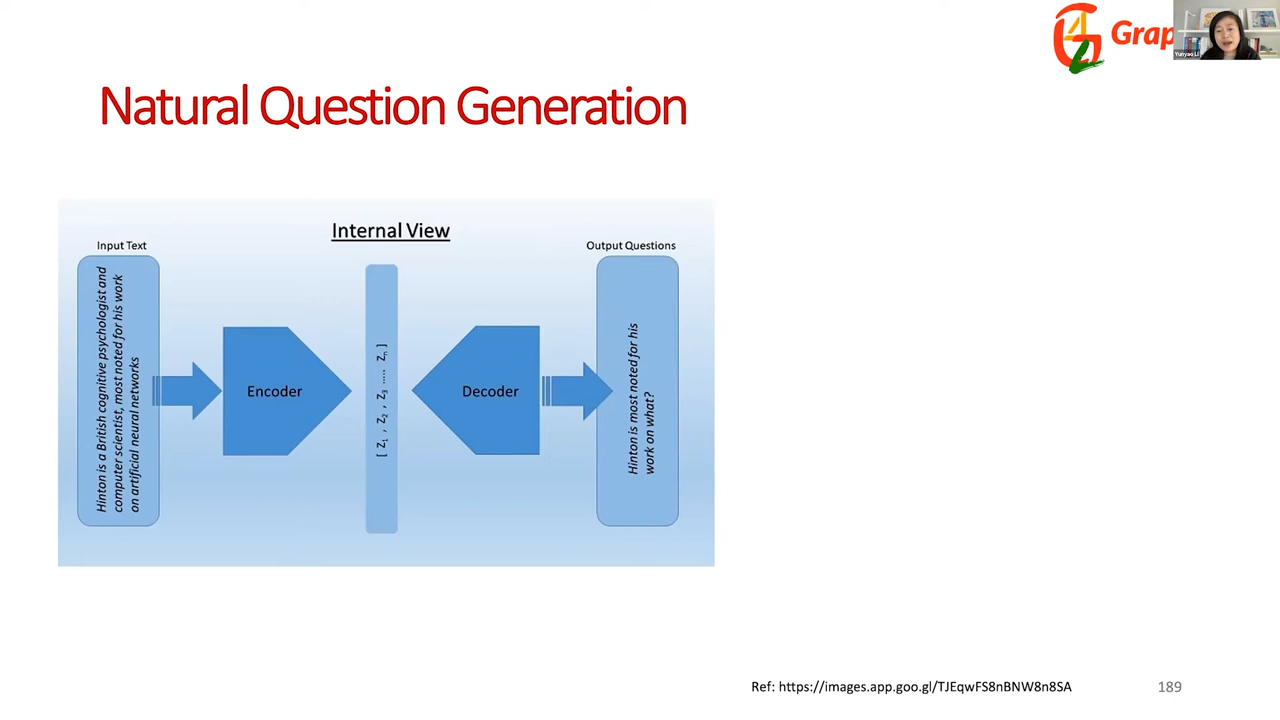 Grap
Yunyao Li
Natural Question Generation
Internal View
Input Text
Output Questions
Hinton is a British cognitive psychologist and
computer scientist, most noted for his work
on artificial neural networks
Encoder
[ Z1 , Z2 , Z3 ..... Zn ]
Decoder
Hinton is most noted for his
work on what?
Ref: https://images.app.goo.gl/TJEqwFS8nBNW8n8SA
189